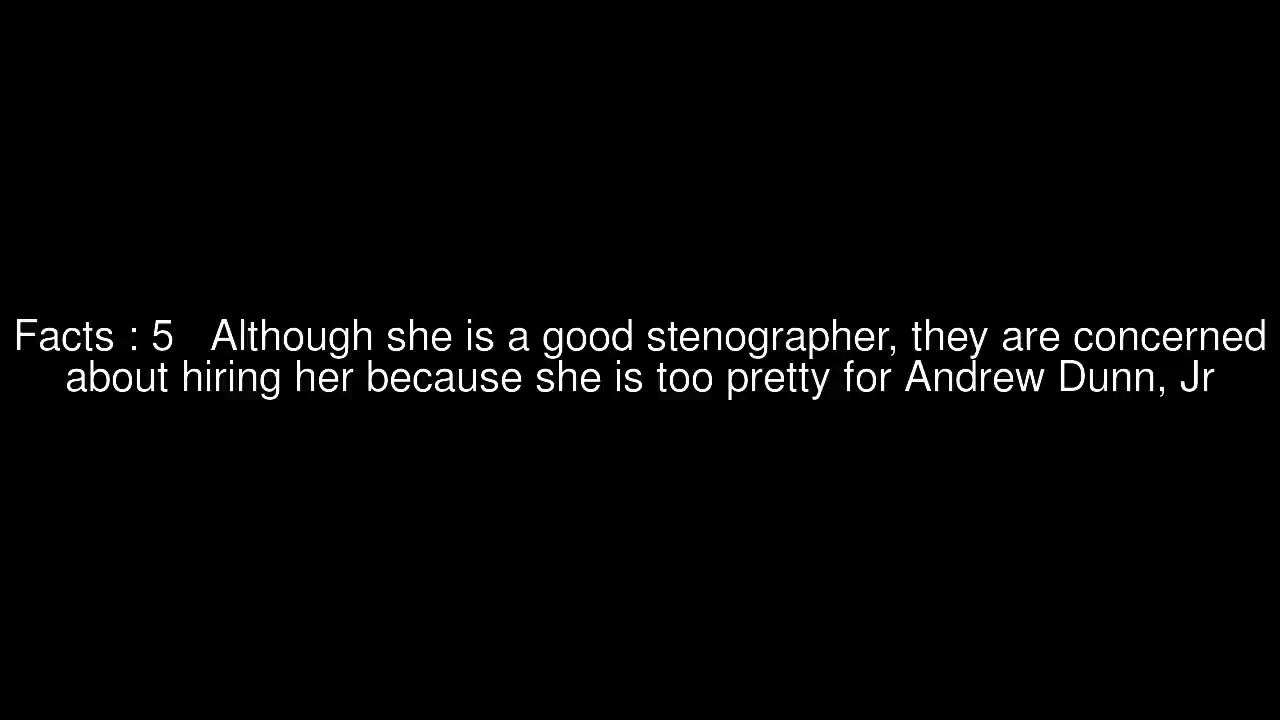 Facts : 5   Although she is a good stenographer, they are concerned
about hiring her because she is too pretty for Andrew Dunn, Jr